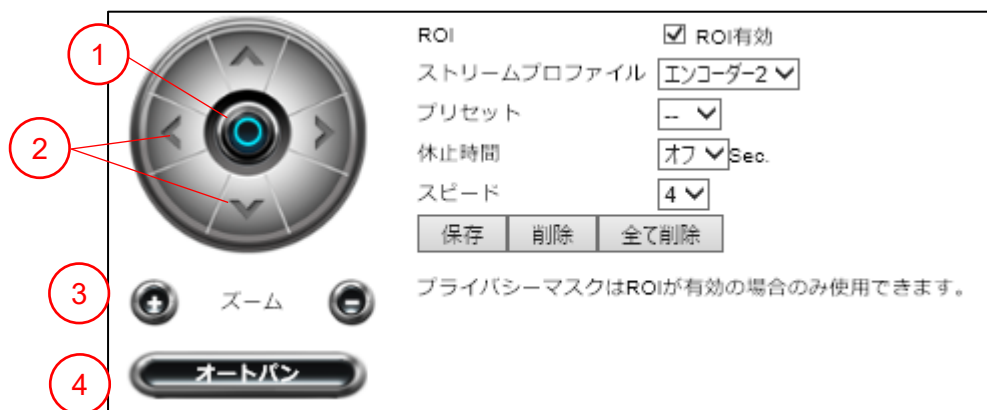 1
ROI
ROI有効
2
ストリームプロファイル
エンコーダー2
プリセット
--
休止時間
オフ
Sec.
スピード
4
保存
削除
全て削除
3
ズーム
プライバシーマスクはROIが有効の場合のみ使用できます。
4
オートパン